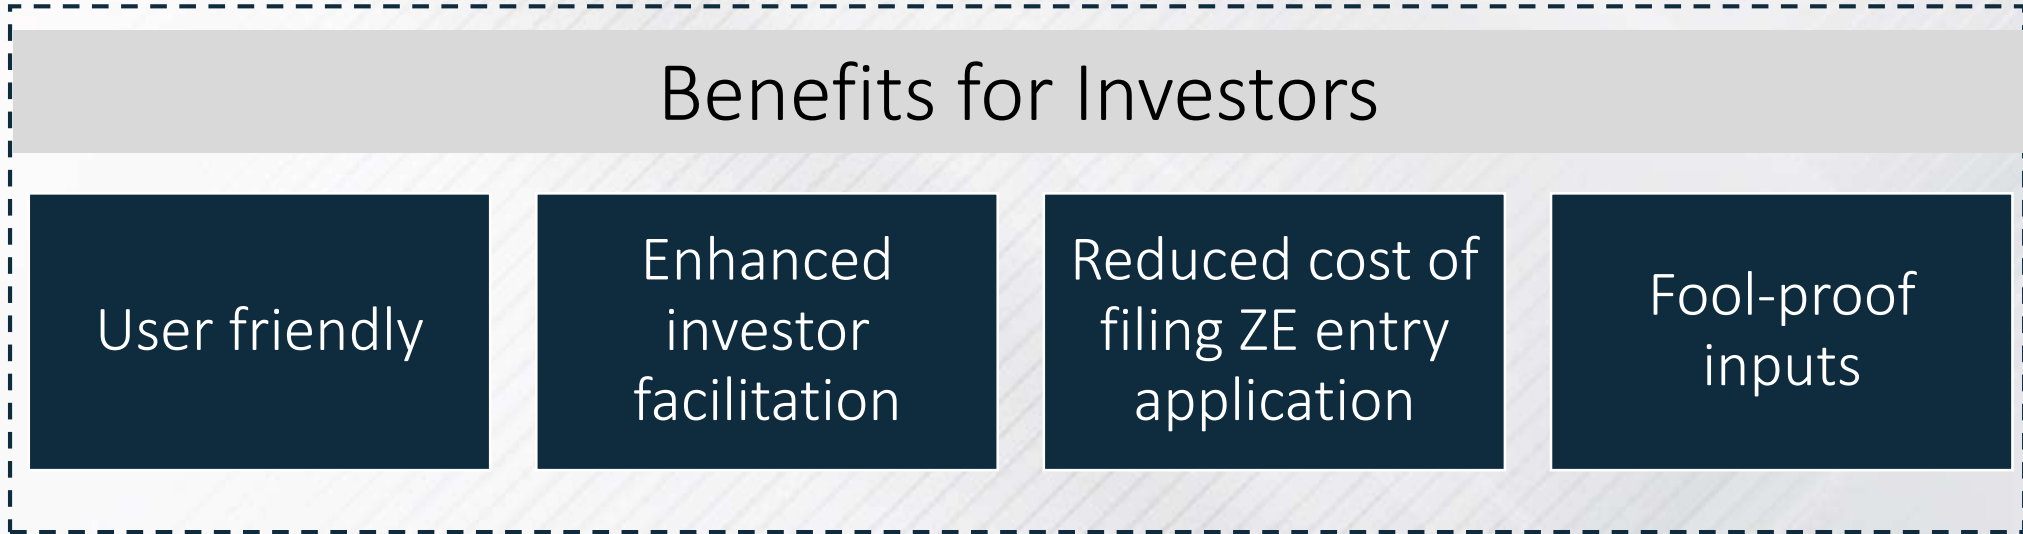 Benefits for Investors
User friendly
Enhanced
investor
facilitation
Reduced cost of
filing ZE entry
application
Fool-proof
inputs